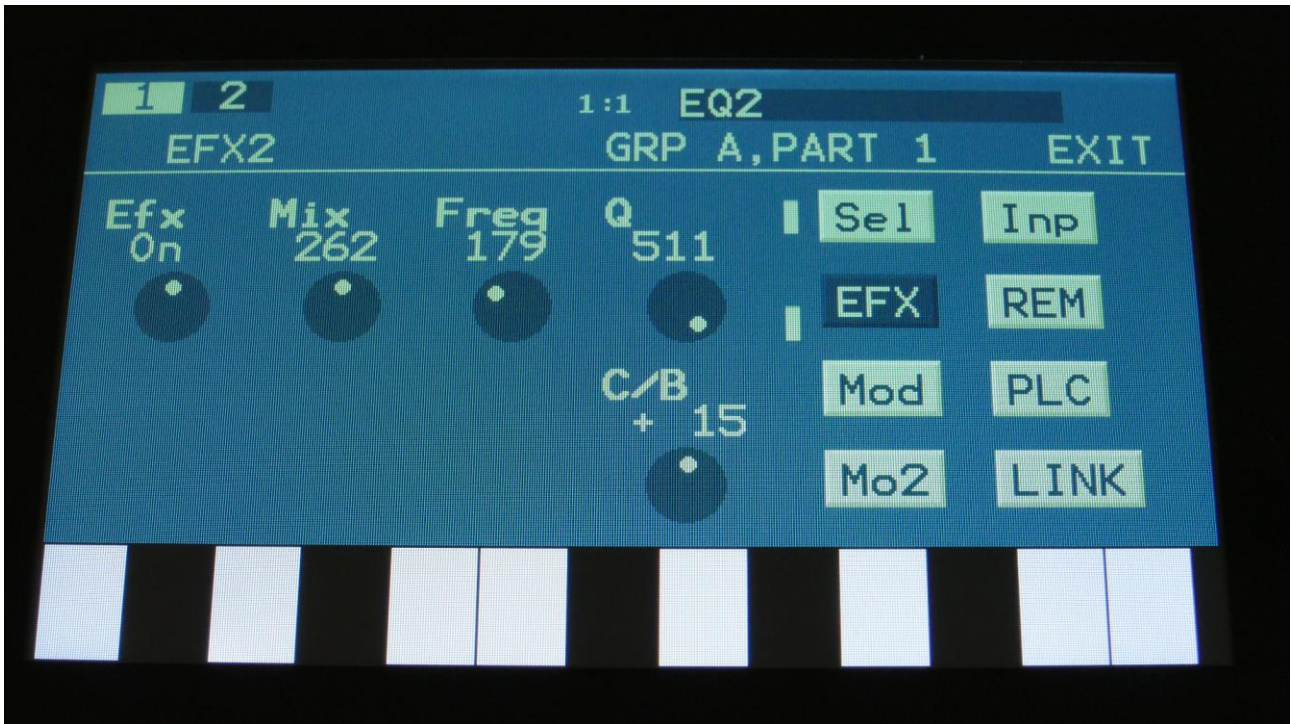 1 2 1:1 EQ2
EFX2 GRP A,PART 1 EXIT
Efx Mix Freq Q Sel Inp
On 262 179 511
EFX REM
C/B Mod PLC
+ 15
Mo2 LINK